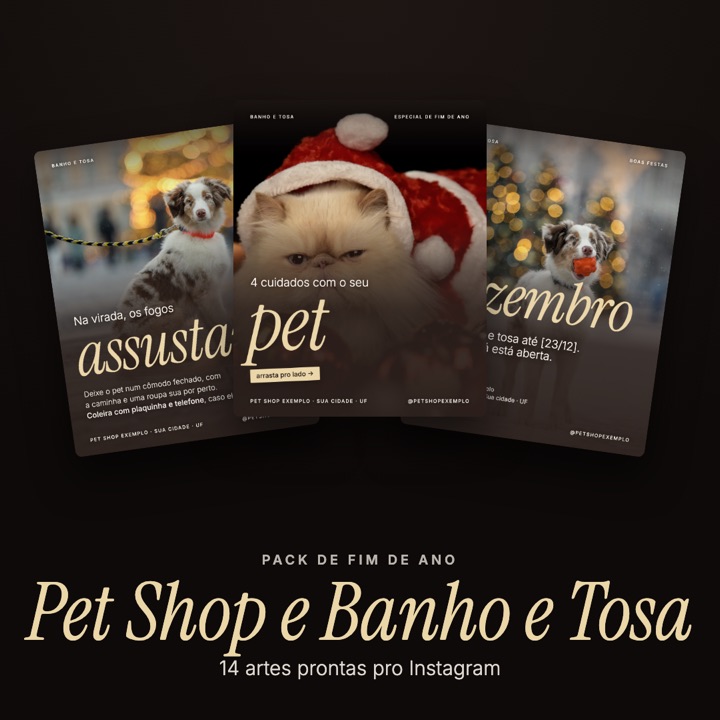 BANHO E TOSA
Na virada, os fogos
Deixe o pet num cômodo fechado, com
a caminha e uma roupa sua por perto.
Coleira com plaquinha e telefone, caso
PET SHOP EXEMPLO · SUA CIDADE · UF
BANHO E TOSA
ESPECIAL DE FIM DE ANO
4 cuidados com o seu
pet
arrasta pro lado →
PET SHOP EXEMPLO · SUA CIDADE · UF
@PETSHOPEXEMPLO
BOAS FESTAS
e tosa até [23/12].
está aberta.
sua cidade · UF
@PETSHOPEXEMPLO
PACK DE FIM DE ANO
Pet Shop e Banho e Tosa
14 artes prontas pro Instagram